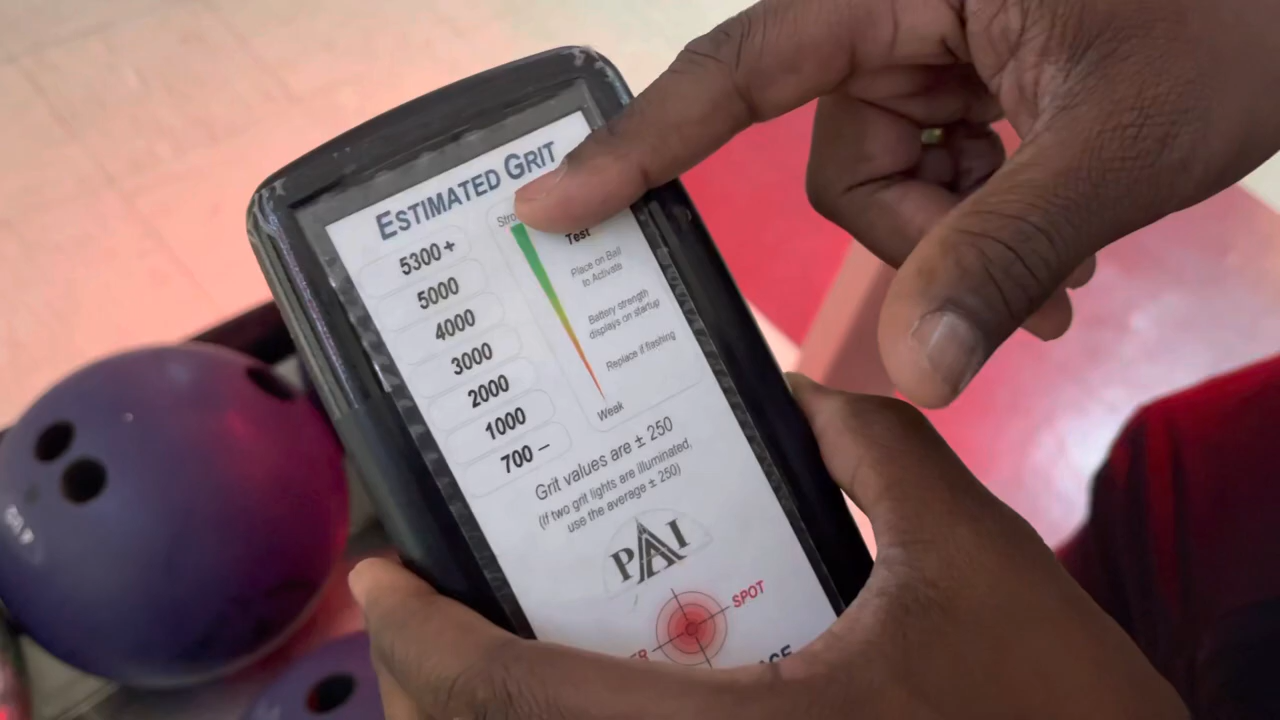 ESTIMATED GRIT
5300 +
5000
4000
3000
2000
1000
700 –
Test
Place on Ball
to Activate
Battery strength
displays on startup
Replace if flashing
Weak
Grit values are ± 250
(If two grit lights are illuminated,
use the average ± 250)
PAI
SPOT